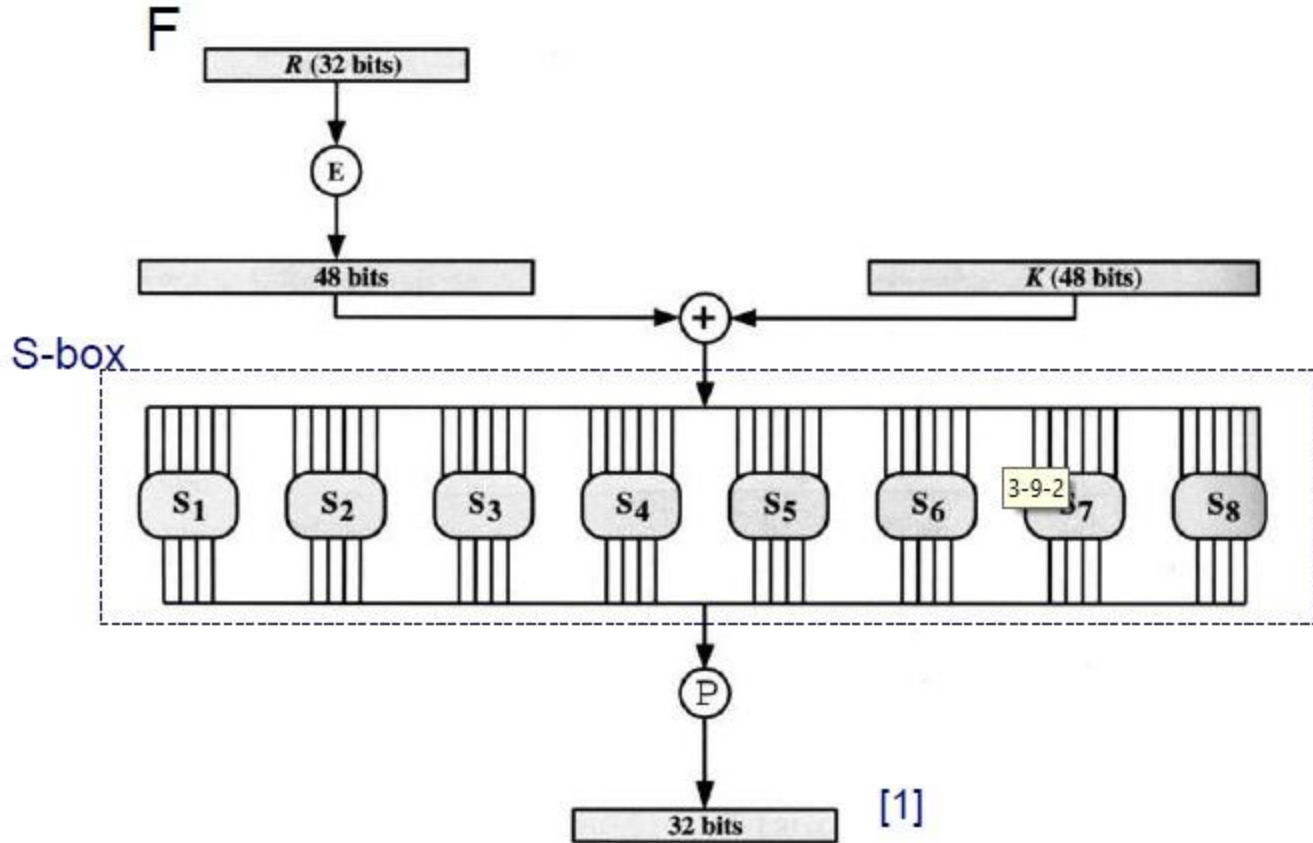 F
R (32 bits)
E
48 bits
K (48 bits)
+
S-box
S1 S2 S3 S4 S5 S6 S7 S8
3-9-2
P
32 bits
[1]